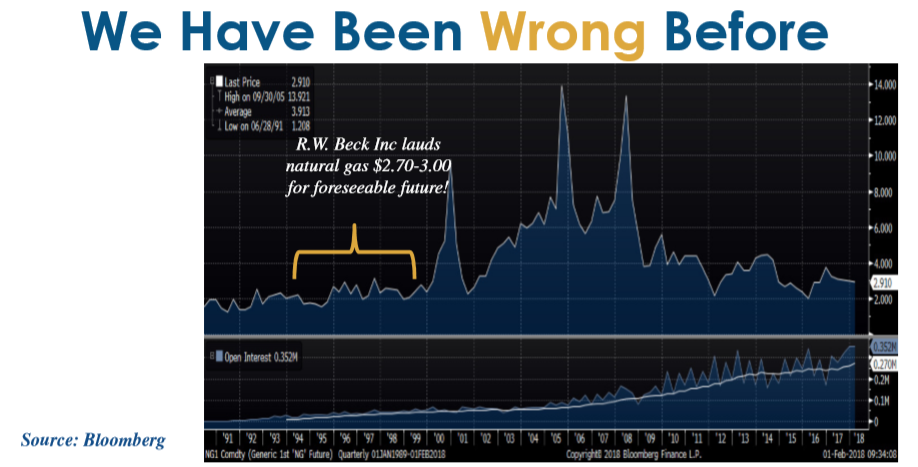 We Have Been Wrong Before
Last Price 2.910
High on 09/30/05 13.921
Average 3.913
Low on 06/28/91 1.208
R.W. Beck Inc lauds
natural gas $2.70-3.00
for foreseeable future!
14.000
12.000
10.000
8.000
6.000
4.000
2.910
2.000
Open Interest 0.352M
0.352M
0.270M
0.2M
0.1M
0
'91 '92 '93 '94 '95 '96 '97 '98 '99 '00 '01 '02 '03 '04 '05 '06 '07 '08 '09 '10 '11 '12 '13 '14 '15 '16 '17 '18
Source: Bloomberg
NG1 Comdty (Generic 1st 'NG' Future) Quarterly 01JAN1989-01FEB2018 Copyright© 2018 Bloomberg Finance L.P. 01-Feb-2018 09:34:08